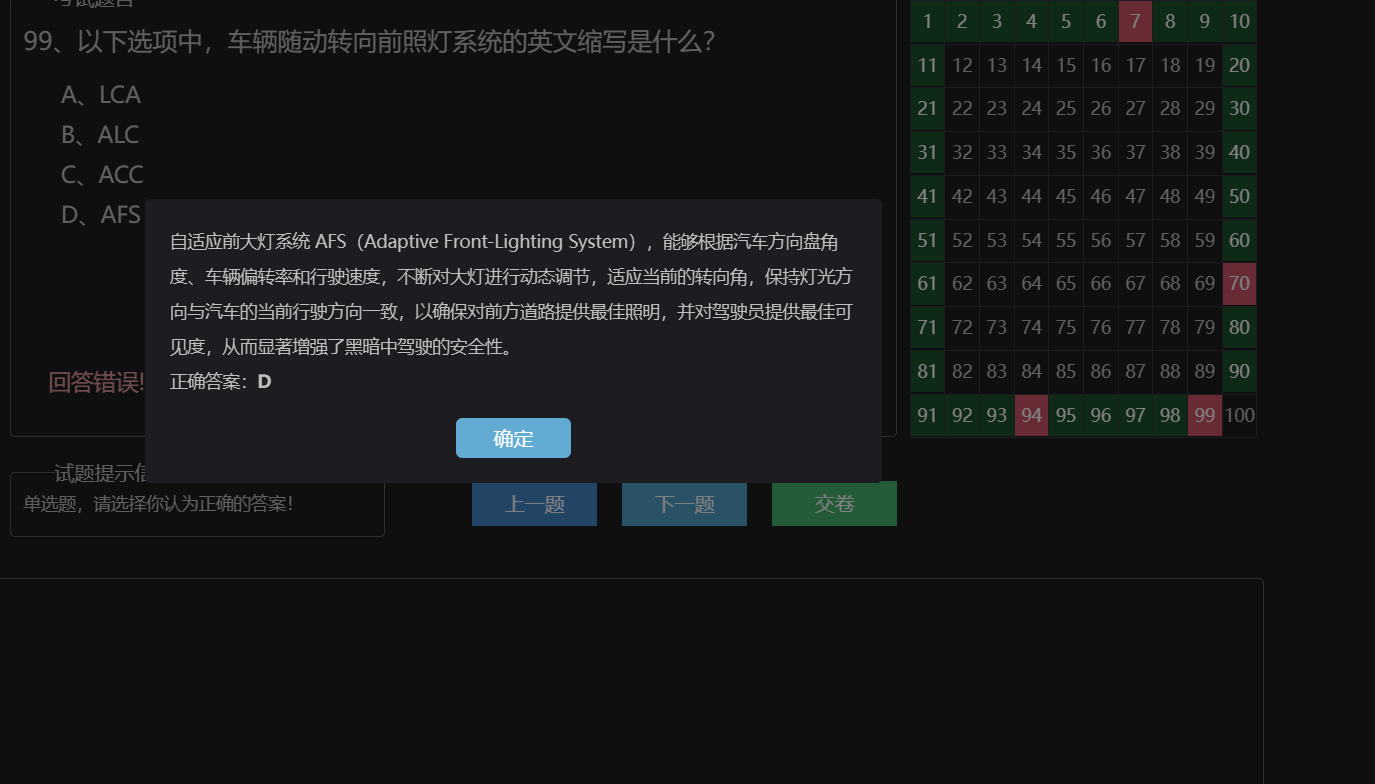 99、以下选项中，车辆随动转向前照灯系统的英文缩写是什么？
A、LCA
B、ALC
C、ACC
D、AFS
自适应前大灯系统 AFS（Adaptive Front-Lighting System），能够根据汽车方向盘角
度、车辆偏转率和行驶速度，不断对大灯进行动态调节，适应当前的转向角，保持灯光方
向与汽车的当前行驶方向一致，以确保对前方道路提供最佳照明，并对驾驶员提供最佳可
见度，从而显著增强了黑暗中驾驶的安全性。
正确答案：D
确定
回答错误!
试题提示信
单选题，请选择你认为正确的答案！
上一题 下一题 交卷
1 2 3 4 5 6 7 8 9 10
11 12 13 14 15 16 17 18 19 20
21 22 23 24 25 26 27 28 29 30
31 32 33 34 35 36 37 38 39 40
41 42 43 44 45 46 47 48 49 50
51 52 53 54 55 56 57 58 59 60
61 62 63 64 65 66 67 68 69 70
71 72 73 74 75 76 77 78 79 80
81 82 83 84 85 86 87 88 89 90
91 92 93 94 95 96 97 98 99 100